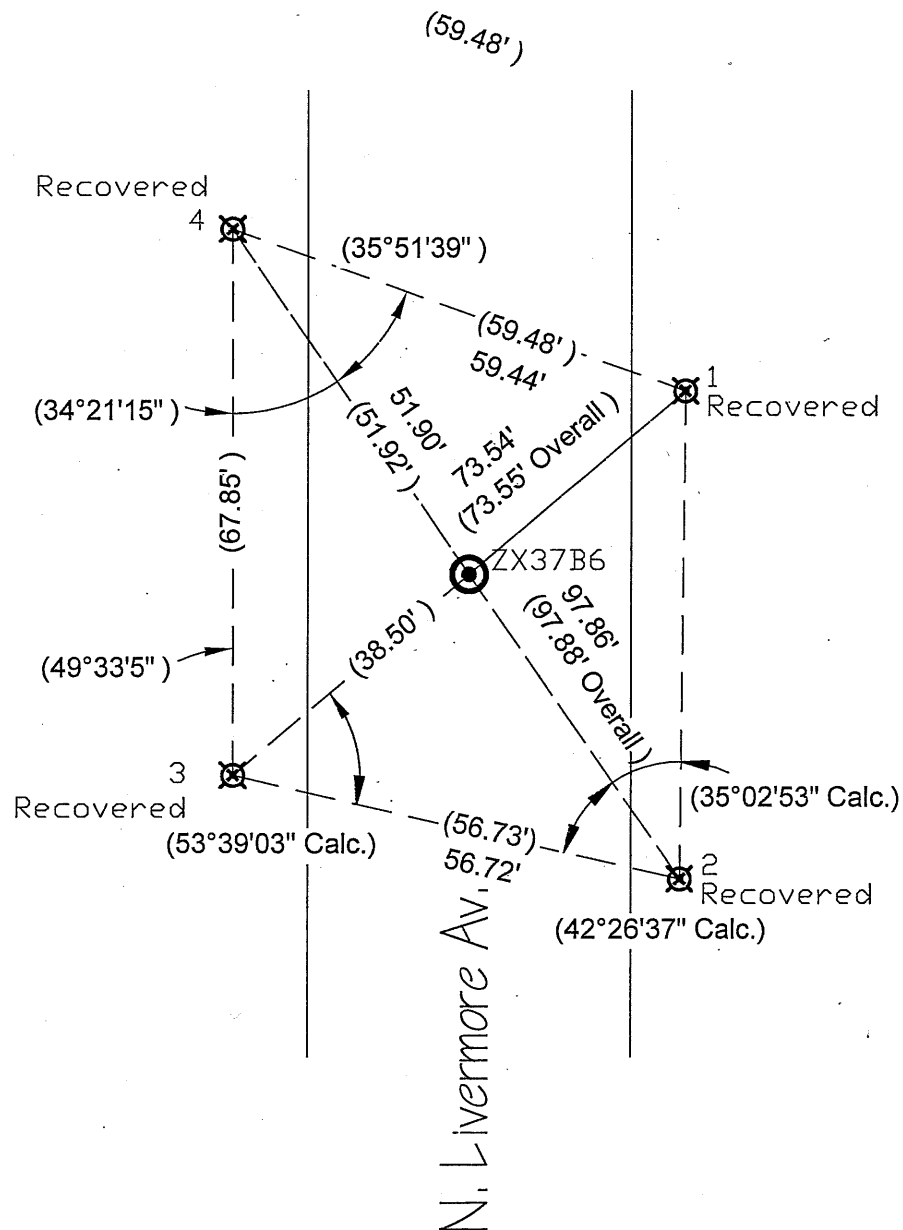 (59.48' )
Recovered
4
(35°51'39" )
(59.48' )
59.44'
1
Recovered
(34°21'15" )
51.90'
(51.92' )
73.54'
(73.55' Overall )
(67.85' )
ZX37B6
97.86'
(97.88' Overall )
(38.50' )
(49°33'5" )
3
Recovered
(35°02'53" Calc.)
(53°39'03" Calc.)
(56.73')
56.72'
2
Recovered
(42°26'37" Calc.)
N. Livermore Av.